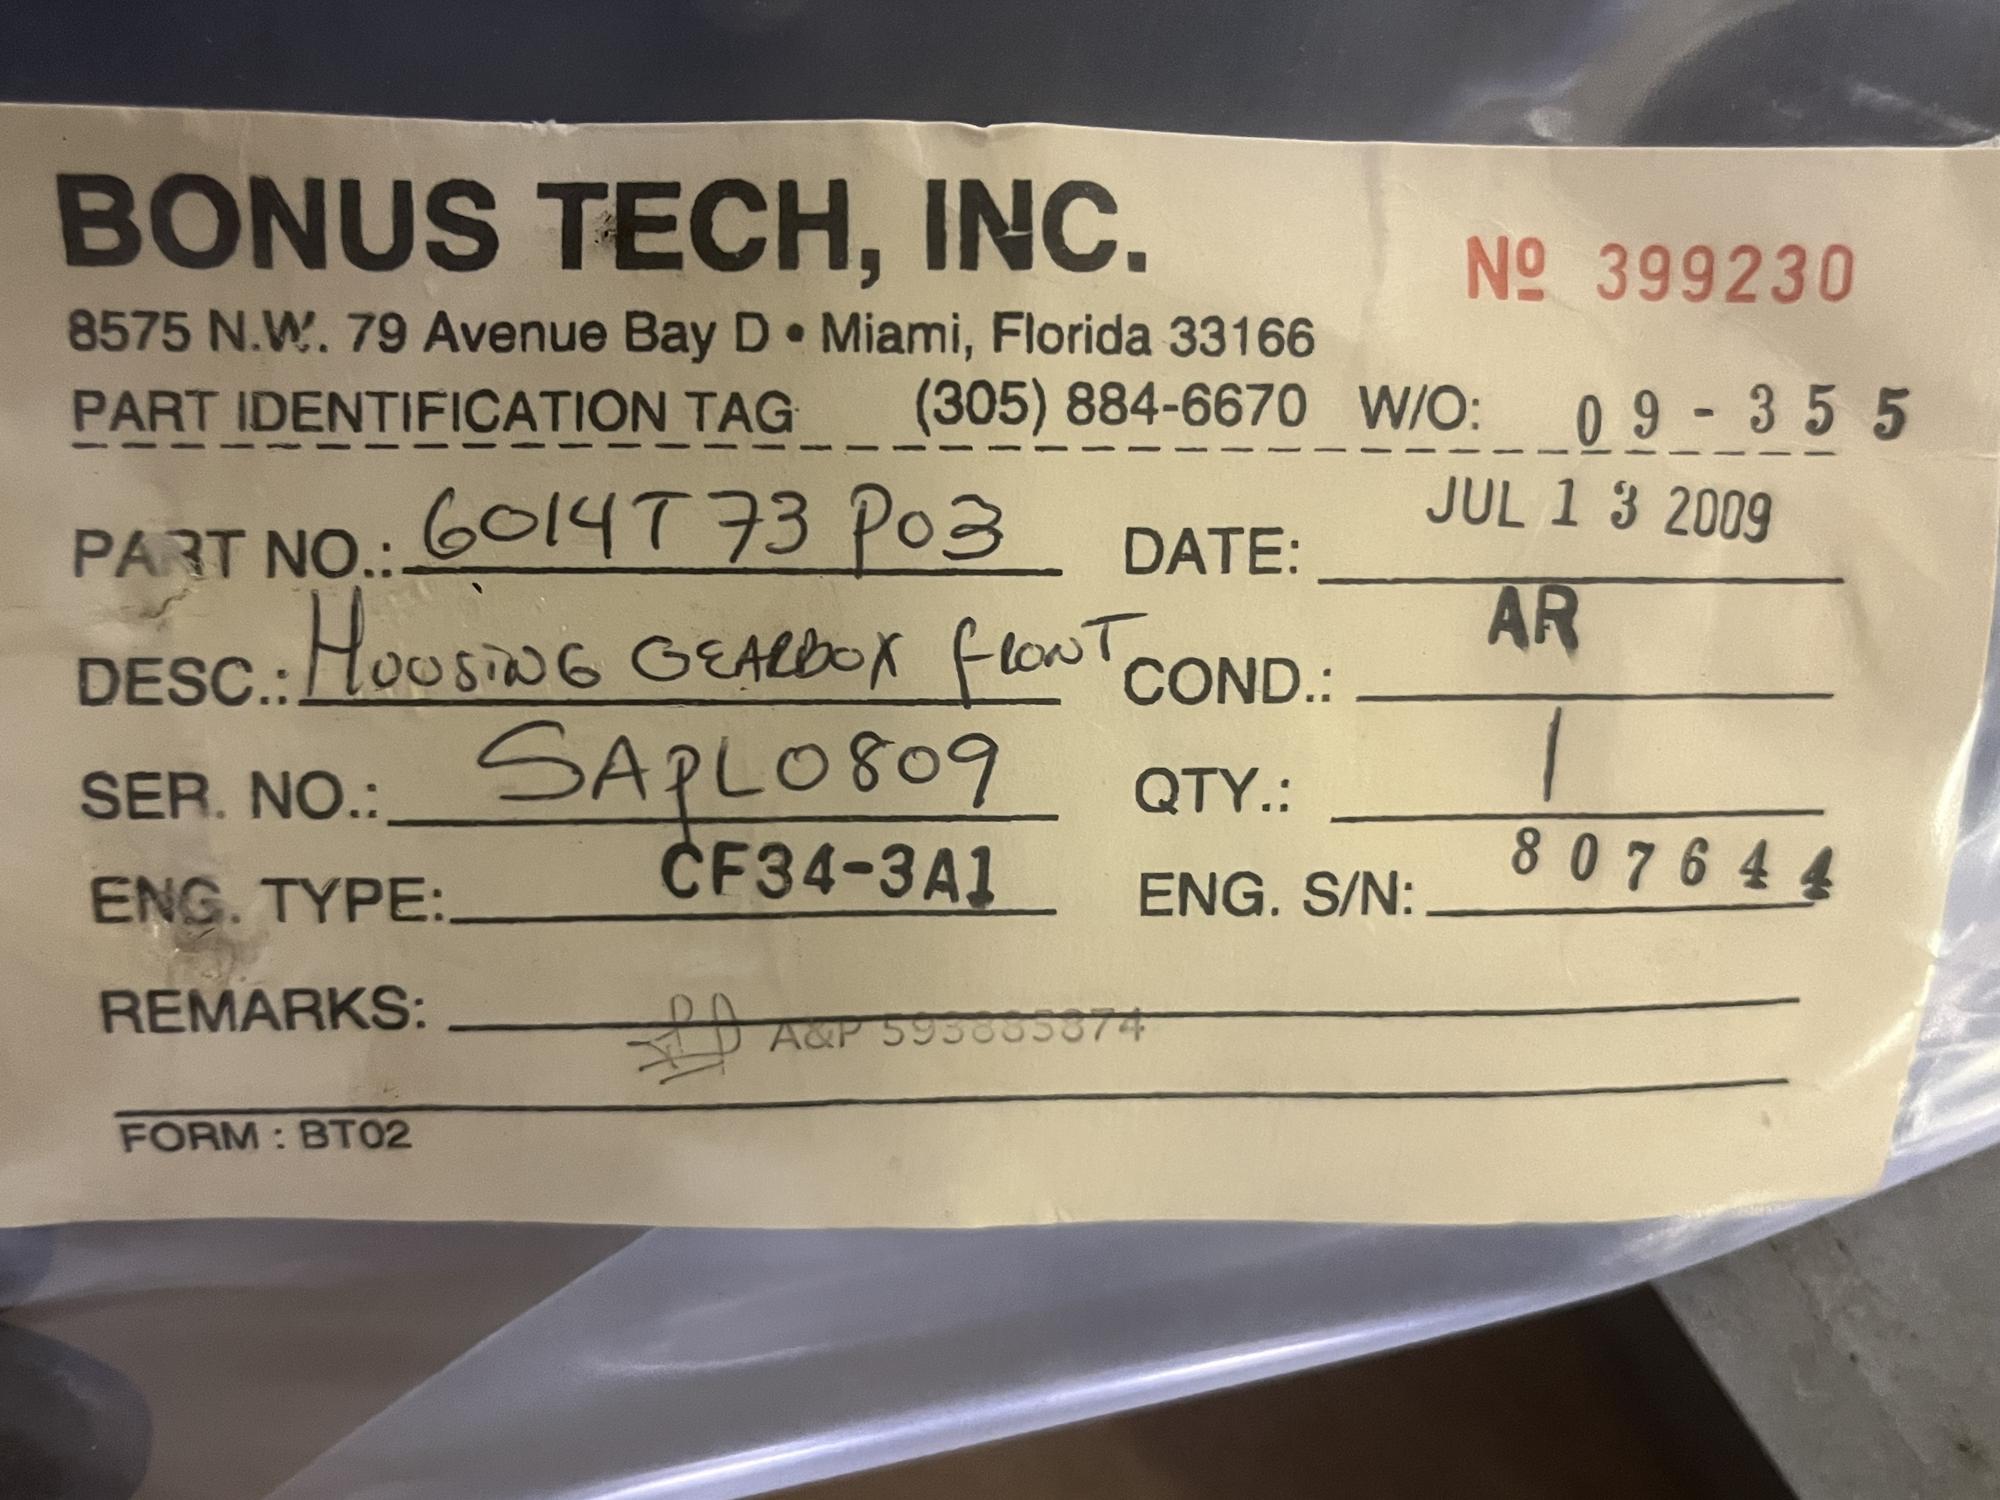 BONUS TECH, INC.
Nº 399230
8575 N.W. 79 Avenue Bay D • Miami, Florida 33166
PART IDENTIFICATION TAG (305) 884-6670 W/O: 09-355
PART NO.: 6014T73P03 DATE: JUL 13 2009
DESC.: HOUSING GEARBOX FRONT COND.: AR
SER. NO.: SAPL0809 QTY.: 1
ENG. TYPE: CF34-3A1 ENG. S/N: 807644
REMARKS:
A&P 593885874
FORM : BT02